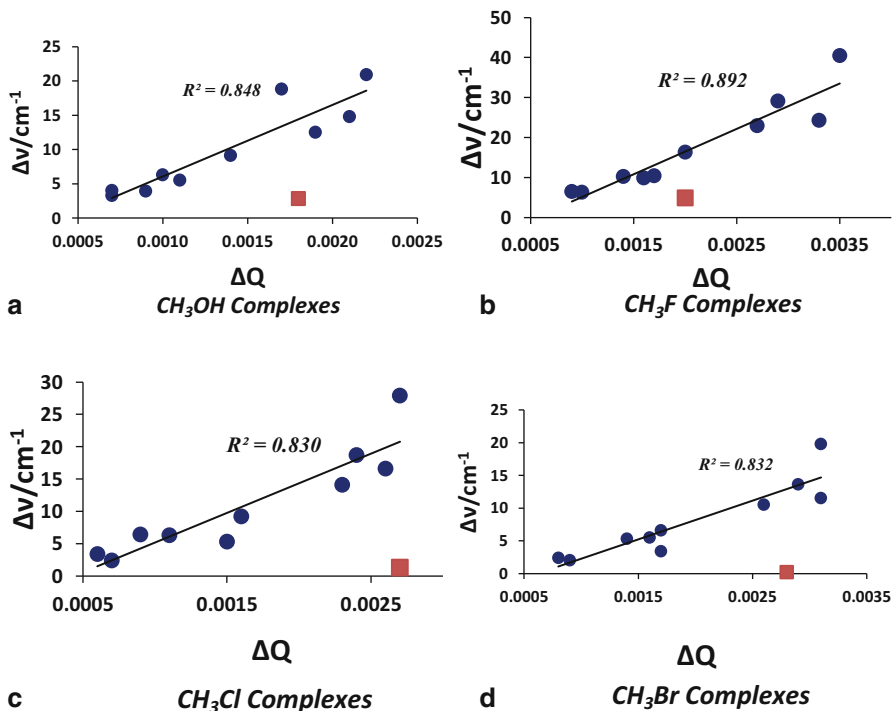 25
20
15
10
5
0
Δν/cm⁻¹
R² = 0.848
0.0005 0.0010 0.0015 0.0020 0.0025
ΔQ
a CH₃OH Complexes
50
40
30
20
10
0
Δν/cm⁻¹
R² = 0.892
0.0005 0.0015 0.0025 0.0035
ΔQ
b CH₃F Complexes
30
25
20
15
10
5
0
Δν/cm⁻¹
R² = 0.830
0.0005 0.0015 0.0025
ΔQ
c CH₃Cl Complexes
25
20
15
10
5
0
Δν/cm⁻¹
R² = 0.832
0.0005 0.0015 0.0025 0.0035
ΔQ
d CH₃Br Complexes